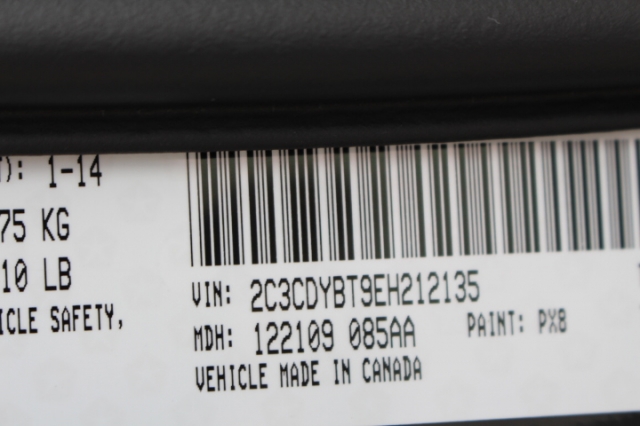 T): 1-14
75 KG
10 LB
ICLE SAFETY,
VIN: 2C3CDYBT9EH212135
MDH: 122109 085AA PAINT: PX8
VEHICLE MADE IN CANADA